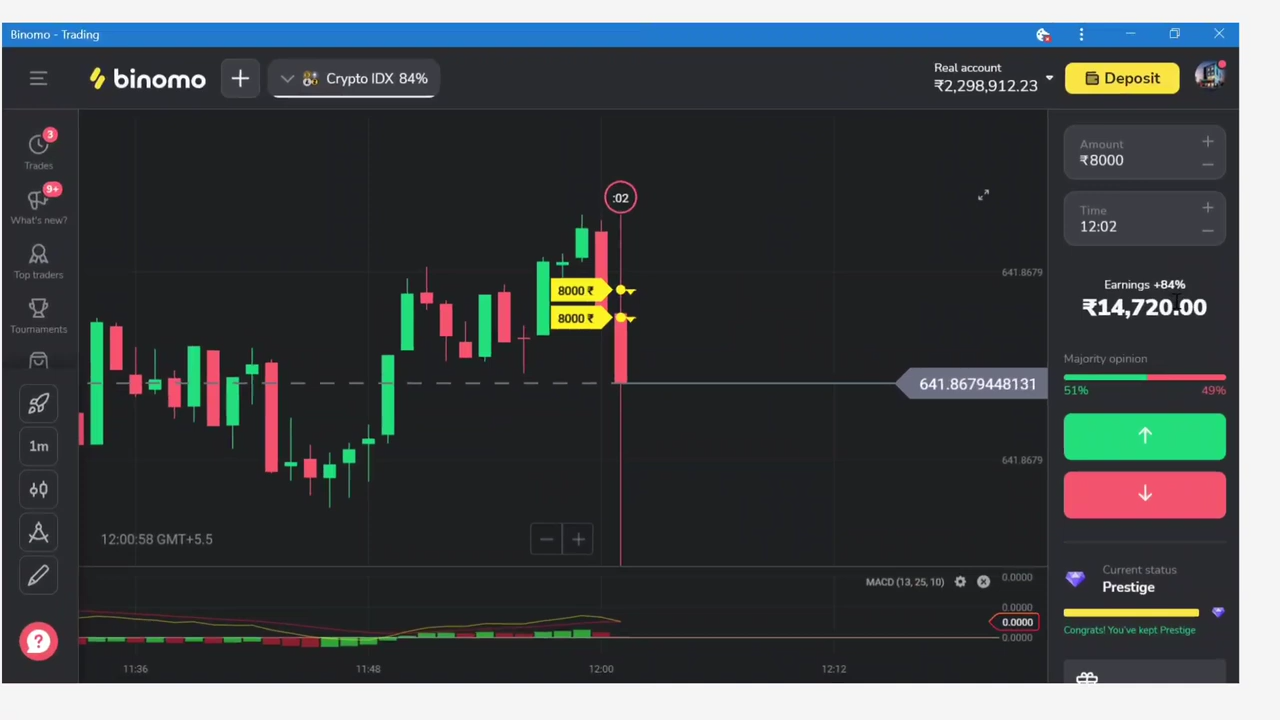 Binomo - Trading
binomo
+
Crypto IDX 84%
Real account
₹2,298,912.23
Deposit
3
Trades
9+
What's new?
Top traders
Tournaments
1m
:02
8000 ₹
8000 ₹
641.8679
641.8679448131
641.8679
12:00:58 GMT+5.5
MACD (13, 25, 10)
0.0000
0.0000
0.0000
0.0000
11:36
11:48
12:00
12:12
Amount
₹8000
Time
12:02
Earnings +84%
₹14,720.00
Majority opinion
51%
49%
Current status
Prestige
Congrats! You've kept Prestige